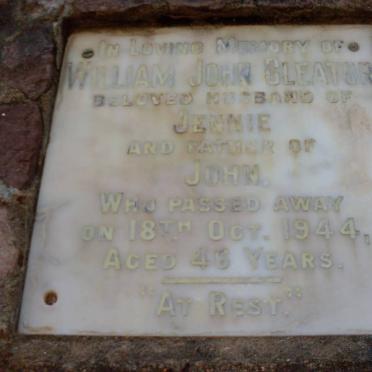 In Loving Memory of
William John Gleaton
Beloved Husband of
Jennie
and Father of
John.
Who passed away
on 18th Oct. 1944,
Aged 46 Years.
"At Rest."